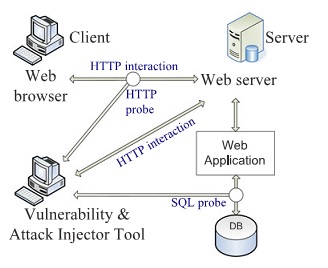 Client
Server
Web
browser
HTTP interaction
Web server
HTTP
probe
HTTP interaction
Web
Application
SQL probe
Vulnerability &
Attack Injector Tool
DB